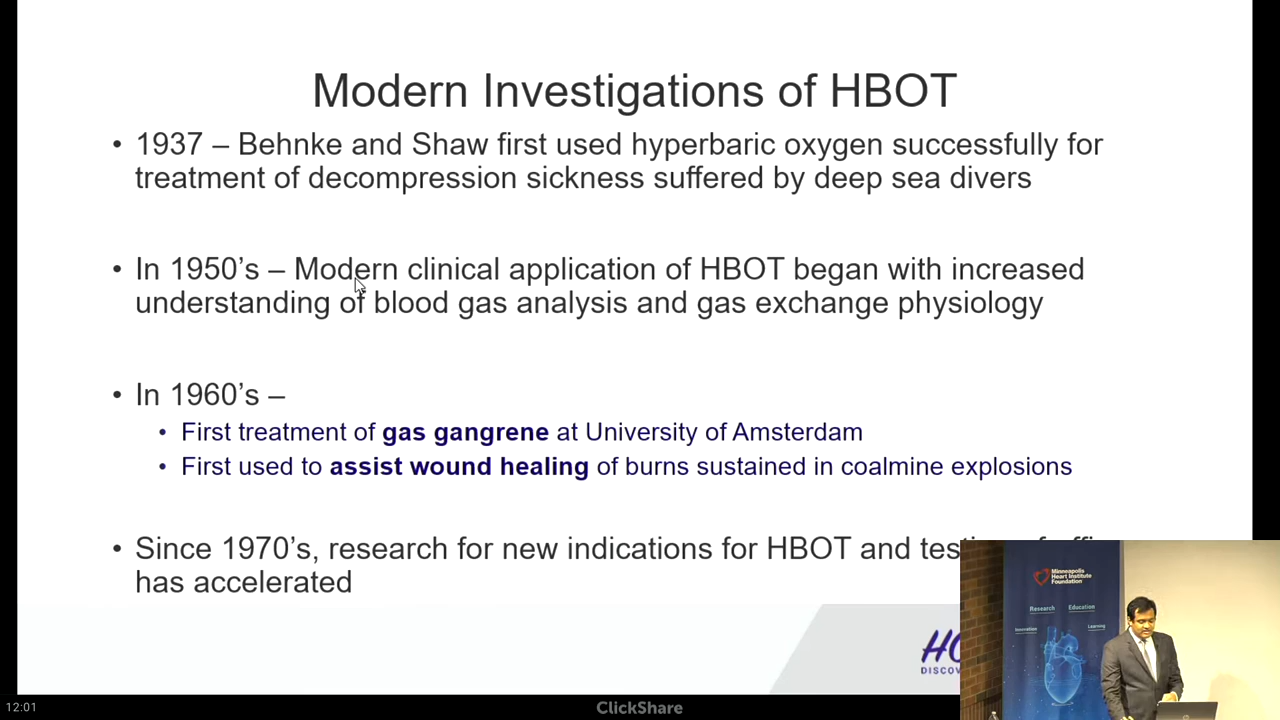 Modern Investigations of HBOT
• 1937 – Behnke and Shaw first used hyperbaric oxygen successfully for
treatment of decompression sickness suffered by deep sea divers
• In 1950’s – Modern clinical application of HBOT began with increased
understanding of blood gas analysis and gas exchange physiology
• In 1960’s –
• First treatment of gas gangrene at University of Amsterdam
• First used to assist wound healing of burns sustained in coalmine explosions
• Since 1970’s, research for new indications for HBOT and
has accelerated
Minneapolis
Heart Institute
Foundation
Research Education
Innovation Learning
12:01
ClickShare